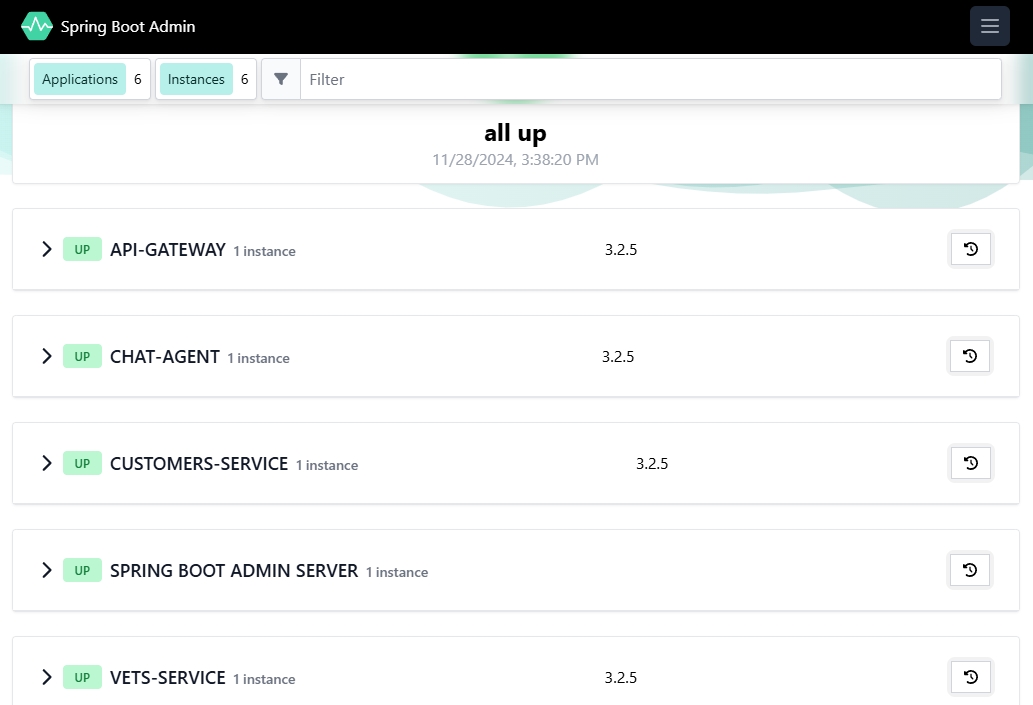 Spring Boot Admin
Applications 6 Instances 6 Filter
all up
11/28/2024, 3:38:20 PM
UP API-GATEWAY 1 instance 3.2.5
UP CHAT-AGENT 1 instance 3.2.5
UP CUSTOMERS-SERVICE 1 instance 3.2.5
UP SPRING BOOT ADMIN SERVER 1 instance
UP VETS-SERVICE 1 instance 3.2.5